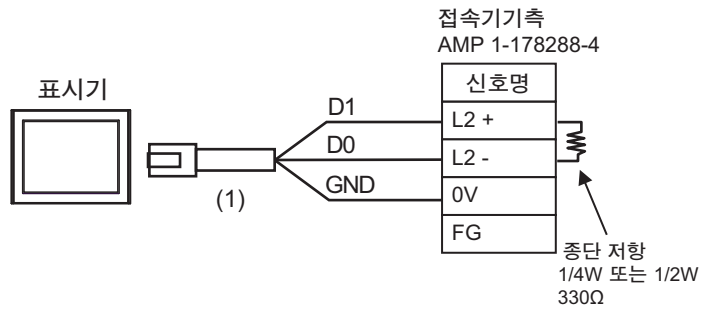 접속기기측
AMP 1-178288-4
표시기
신호명
D1
L2 +
D0
L2 -
GND
0V
(1)
FG
종단 저항
1/4W 또는 1/2W
330Ω